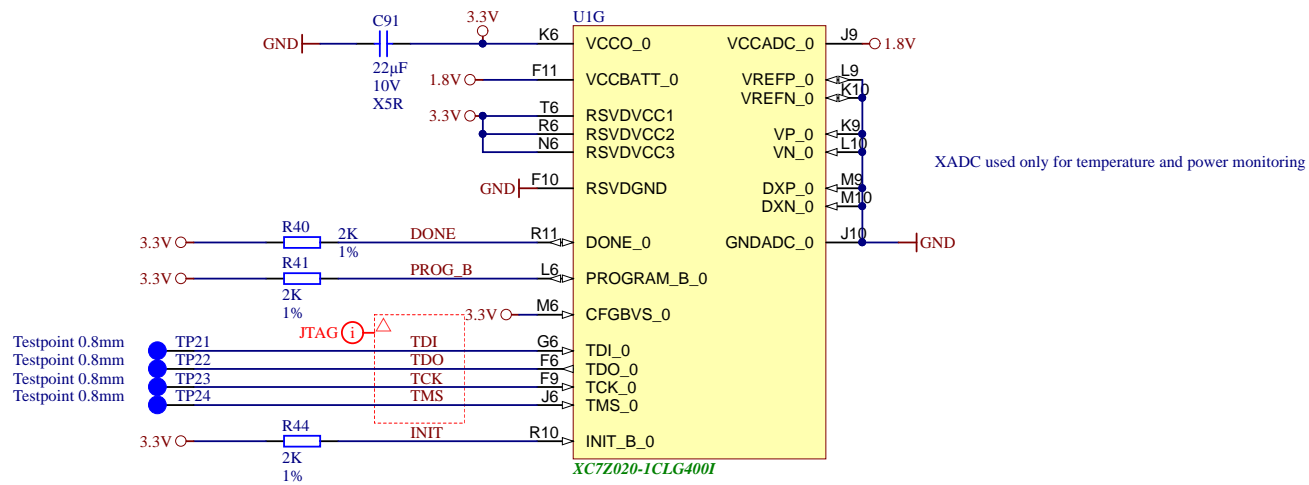 U1G
3.3V
C91
GND
22µF
10V
X5R
K6
VCCO_0
VCCADC_0
J9
1.8V
1.8V
F11
VCCBATT_0
VREFP_0
L9
VREFN_0
K10
3.3V
T6
RSVDVCC1
R6
RSVDVCC2
VP_0
K9
N6
RSVDVCC3
VN_0
L10
XADC used only for temperature and power monitoring
GND
F10
RSVDGND
DXP_0
M9
DXN_0
M10
3.3V
R40
2K
1%
DONE
R11
DONE_0
GNDADC_0
J10
GND
3.3V
R41
2K
1%
PROG_B
L6
PROGRAM_B_0
3.3V
M6
CFGBVS_0
JTAG
i
Testpoint 0.8mm
TP21
TDI
G6
TDI_0
Testpoint 0.8mm
TP22
TDO
F6
TDO_0
Testpoint 0.8mm
TP23
TCK
F9
TCK_0
Testpoint 0.8mm
TP24
TMS
J6
TMS_0
3.3V
R44
2K
1%
INIT
R10
INIT_B_0
XC7Z020-1CLG400I